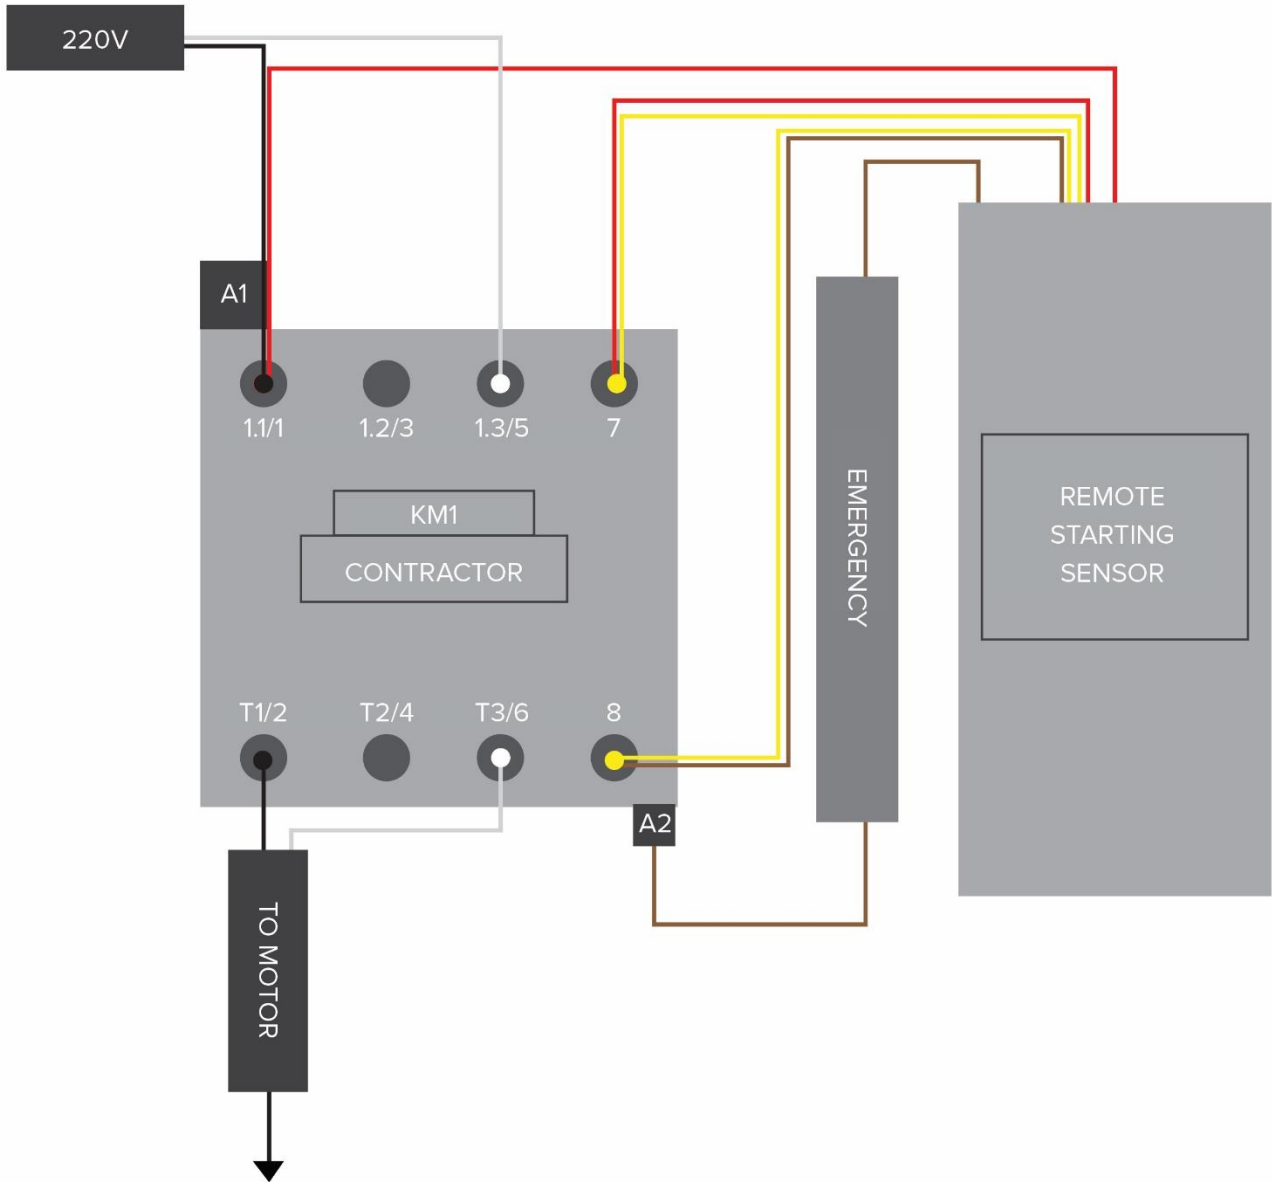 220V
A1
1.1/1 1.2/3 1.3/5 7
KM1
CONTRACTOR
EMERGENCY
REMOTE
STARTING
SENSOR
T1/2 T2/4 T3/6 8
A2
TO MOTOR